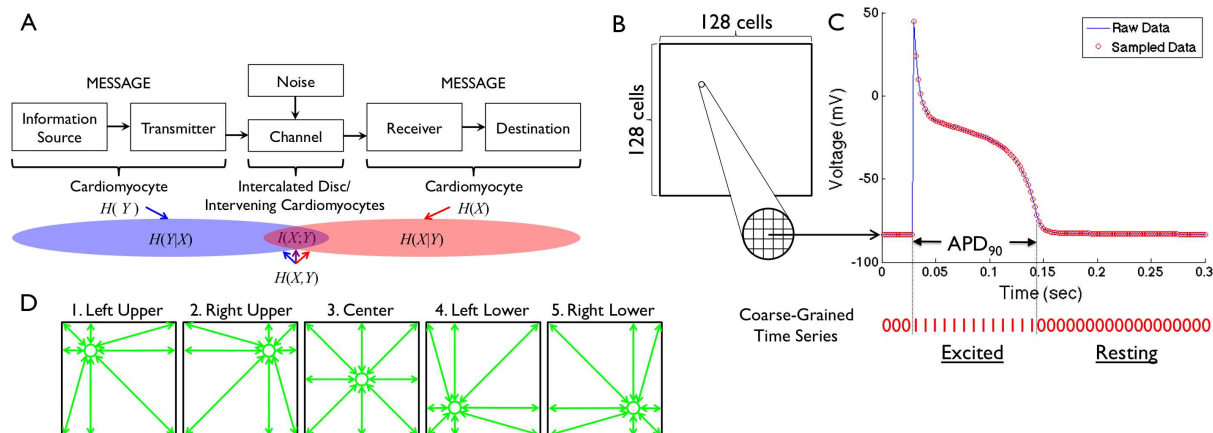 A
MESSAGE
Noise
MESSAGE
Information Source
Transmitter
Channel
Receiver
Destination
Cardiomyocyte
Intercalated Disc/
Intervening Cardiomyocytes
Cardiomyocyte
H( Y )
H(X)
H(Y|X)
I(X;Y)
H(X|Y)
H(X,Y)
B
128 cells
128 cells
C
Raw Data
Sampled Data
50
0
-50
-100
Voltage (mV)
APD90
0
0.05
0.1
0.15
0.2
0.25
0.3
Time (sec)
Coarse-Grained
Time Series
000IIIIIIIIIIIII00000000000000000000
Excited
Resting
D
1. Left Upper
2. Right Upper
3. Center
4. Left Lower
5. Right Lower